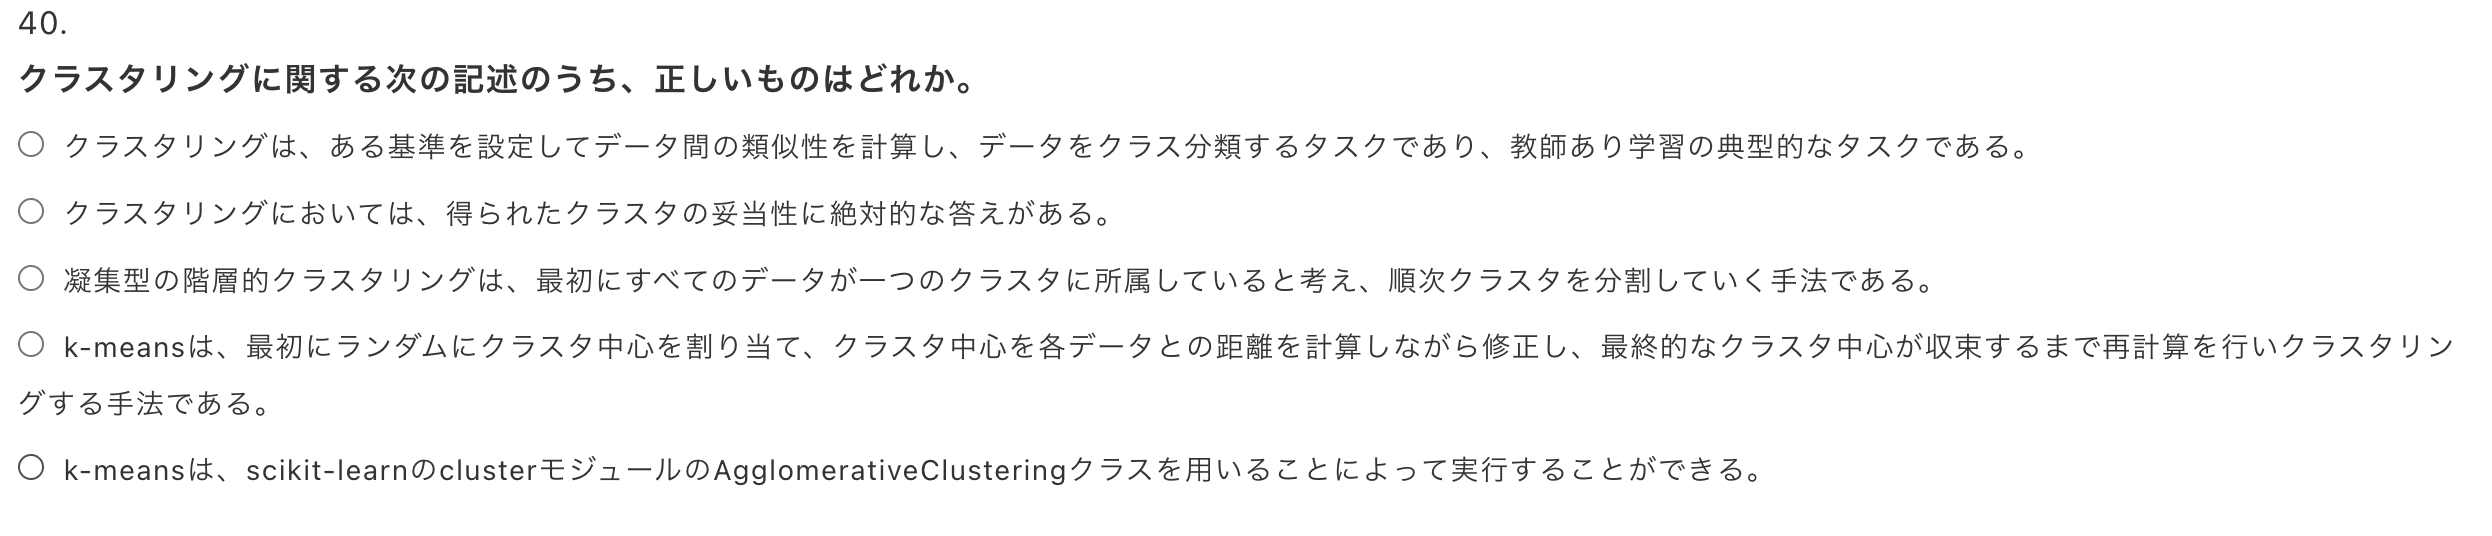 40.
クラスタリングに関する次の記述のうち、正しいものはどれか。
クラスタリングは、ある基準を設定してデータ間の類似性を計算し、データをクラス分類するタスクであり、教師あり学習の典型的なタスクである。
クラスタリングにおいては、得られたクラスタの妥当性に絶対的な答えがある。
凝集型の階層的クラスタリングは、最初にすべてのデータが一つのクラスタに所属していると考え、順次クラスタを分割していく手法である。
k-meansは、最初にランダムにクラスタ中心を割り当て、クラスタ中心を各データとの距離を計算しながら修正し、最終的なクラスタ中心が収束するまで再計算を行いクラスタリン
グする手法である。
k-meansは、scikit-learnのclusterモジュールのAgglomerativeClusteringクラスを用いることによって実行することができる。